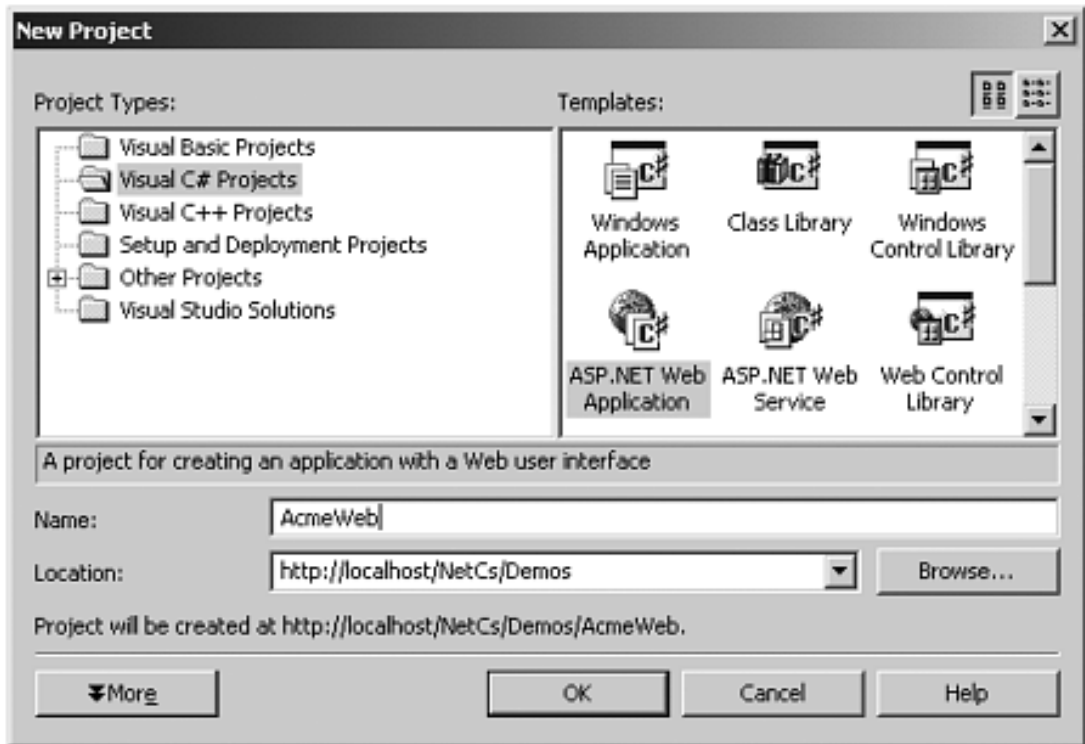 New Project
Project Types:
Templates:
Visual Basic Projects
Visual C# Projects
Visual C++ Projects
Setup and Deployment Projects
Other Projects
Visual Studio Solutions
Windows
Application
Class Library
Windows
Control Library
ASP.NET Web
Application
ASP.NET Web
Service
Web Control
Library
A project for creating an application with a Web user interface
Name:
AcmeWeb
Location:
http://localhost/NetCs/Demos
Browse...
Project will be created at http://localhost/NetCs/Demos/AcmeWeb.
More
OK
Cancel
Help